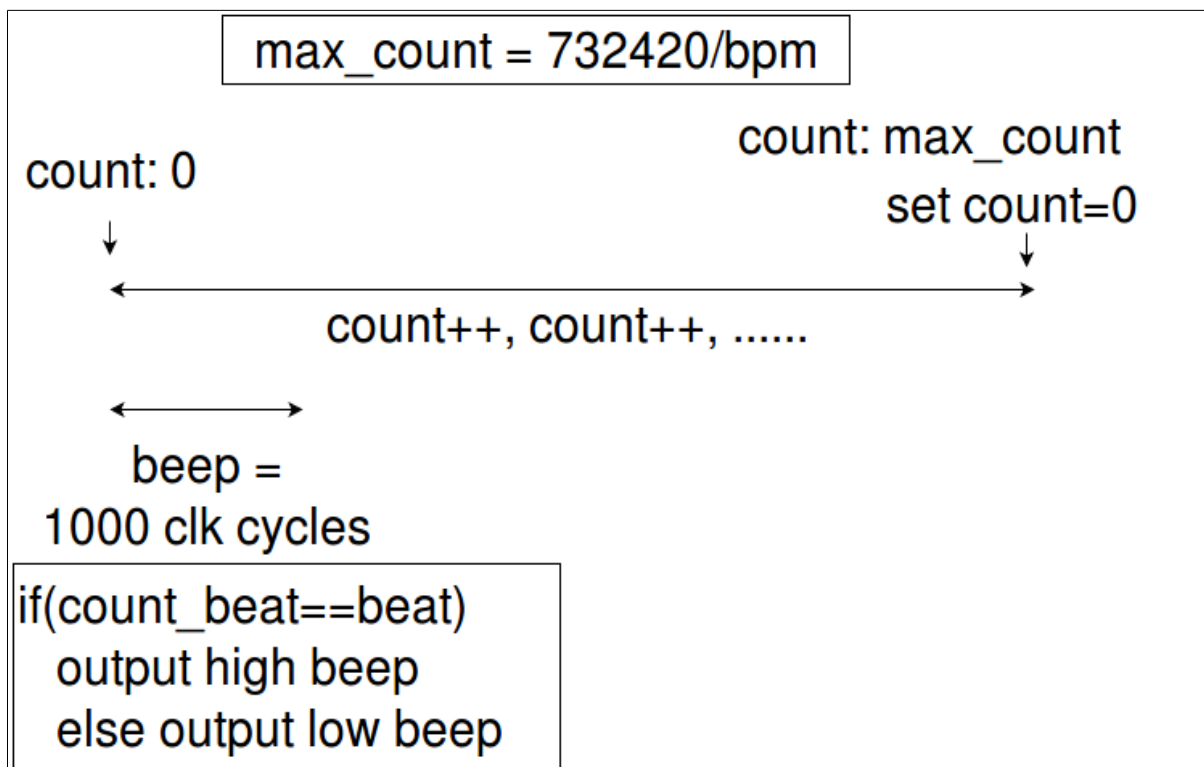 max_count = 732420/bpm
count: 0
count: max_count
set count=0
count++, count++, ......
beep =
1000 clk cycles
if(count_beat==beat)
output high beep
else output low beep